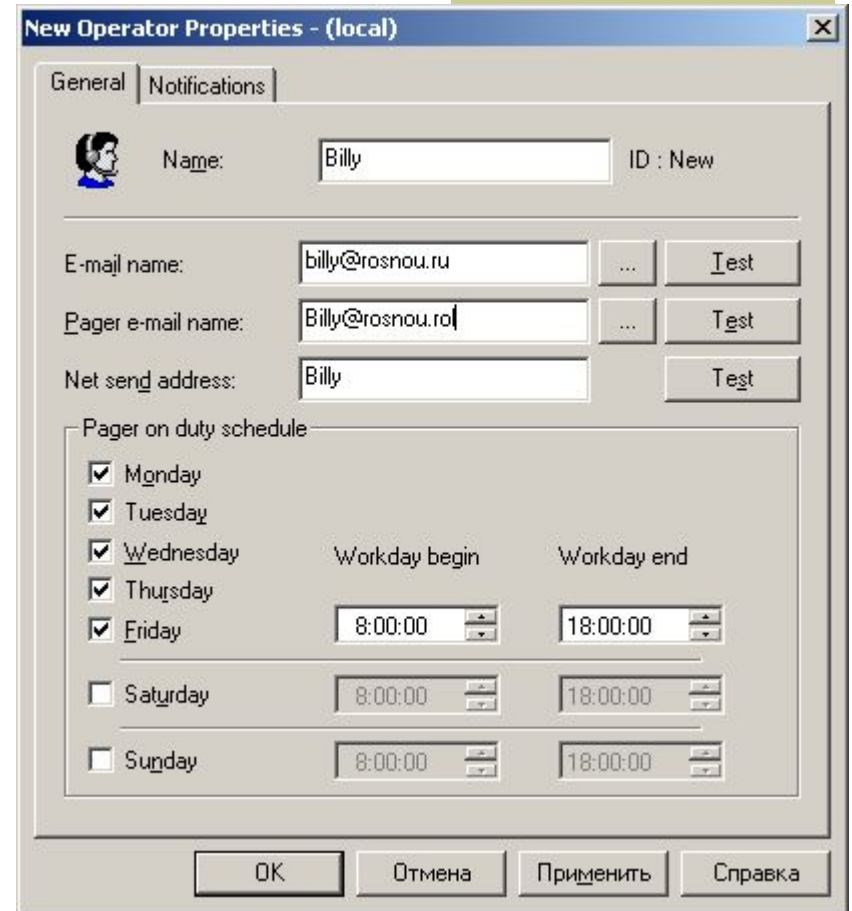 New Operator Properties - (local)
General Notifications
Name: Billy ID : New
E-mail name: billy@rosnou.ru ... Test
Pager e-mail name: Billy@rosnou.rol ... Test
Net send address: Billy Test
Pager on duty schedule
Monday
Tuesday
Wednesday Workday begin Workday end
Thursday
Friday 8:00:00 18:00:00
Saturday 8:00:00 18:00:00
Sunday 8:00:00 18:00:00
OK Отмена Применить Справка